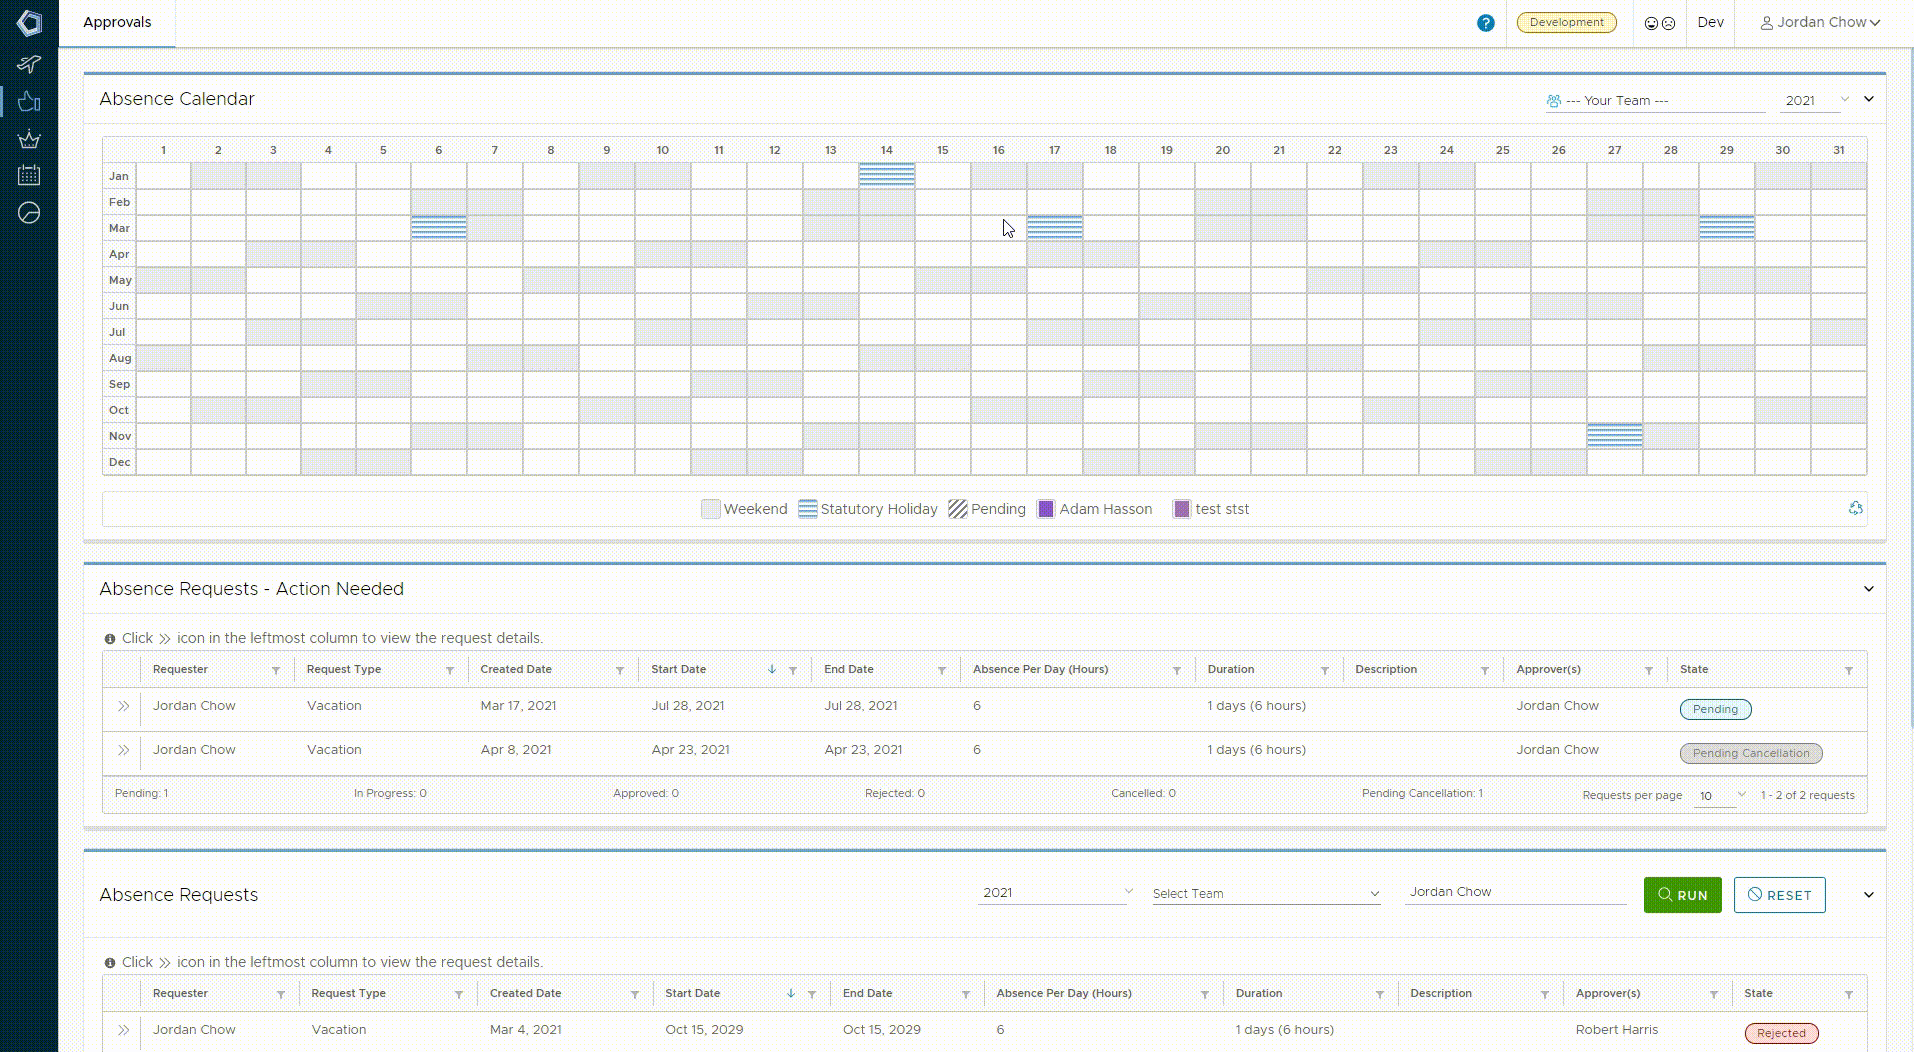 Approvals
? Development Dev Jordan Chow
Absence Calendar
--- Your Team --- 2021
1 2 3 4 5 6 7 8 9 10 11 12 13 14 15 16 17 18 19 20 21 22 23 24 25 26 27 28 29 30 31
Jan
Feb
Mar
Apr
May
Jun
Jul
Aug
Sep
Oct
Nov
Dec
Weekend Statutory Holiday Pending Adam Hasson test stst
Absence Requests - Action Needed
Click icon in the leftmost column to view the request details.
Requester Request Type Created Date Start Date End Date Absence Per Day (Hours) Duration Description Approver(s) State
Jordan Chow Vacation Mar 17, 2021 Jul 28, 2021 Jul 28, 2021 6 1 days (6 hours) Jordan Chow Pending
Jordan Chow Vacation Apr 8, 2021 Apr 23, 2021 Apr 23, 2021 6 1 days (6 hours) Jordan Chow Pending Cancellation
Pending: 1 In Progress: 0 Approved: 0 Rejected: 0 Cancelled: 0 Pending Cancellation: 1 Requests per page 10 1 - 2 of 2 requests
Absence Requests 2021 Select Team Jordan Chow RUN RESET
Click icon in the leftmost column to view the request details.
Requester Request Type Created Date Start Date End Date Absence Per Day (Hours) Duration Description Approver(s) State
Jordan Chow Vacation Mar 4, 2021 Oct 15, 2029 Oct 15, 2029 6 1 days (6 hours) Robert Harris Rejected